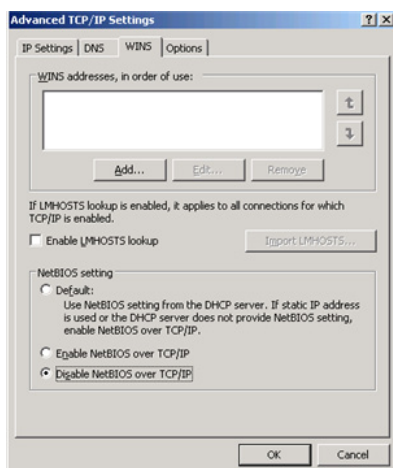 Advanced TCP/IP Settings
IP Settings DNS WINS Options
WINS addresses, in order of use:
Add... Edit... Remove
If LMHOSTS lookup is enabled, it applies to all connections for which
TCP/IP is enabled.
Enable LMHOSTS lookup Import LMHOSTS...
NetBIOS setting
Default:
Use NetBIOS setting from the DHCP server. If static IP address
is used or the DHCP server does not provide NetBIOS setting,
enable NetBIOS over TCP/IP.
Enable NetBIOS over TCP/IP
Disable NetBIOS over TCP/IP
OK Cancel